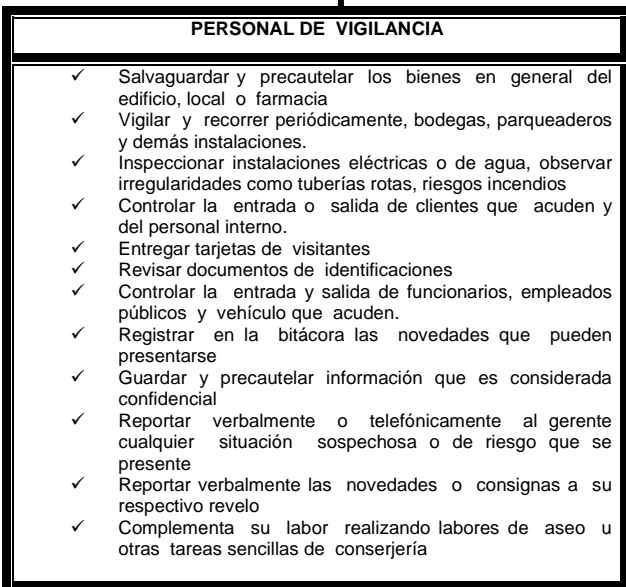 PERSONAL DE VIGILANCIA
✓ Salvaguardar y precautelar los bienes en general del
edificio, local o farmacia
✓ Vigilar y recorrer periódicamente, bodegas, parqueaderos
y demás instalaciones.
✓ Inspeccionar instalaciones eléctricas o de agua, observar
irregularidades como tuberías rotas, riesgos incendios
✓ Controlar la entrada o salida de clientes que acuden y
del personal interno.
✓ Entregar tarjetas de visitantes
✓ Revisar documentos de identificaciones
✓ Controlar la entrada y salida de funcionarios, empleados
públicos y vehículo que acuden.
✓ Registrar en la bitácora las novedades que pueden
presentarse
✓ Guardar y precautelar información que es considerada
confidencial
✓ Reportar verbalmente o telefónicamente al gerente
cualquier situación sospechosa o de riesgo que se
presente
✓ Reportar verbalmente las novedades o consignas a su
respectivo revelo
✓ Complementa su labor realizando labores de aseo u
otras tareas sencillas de conserjería